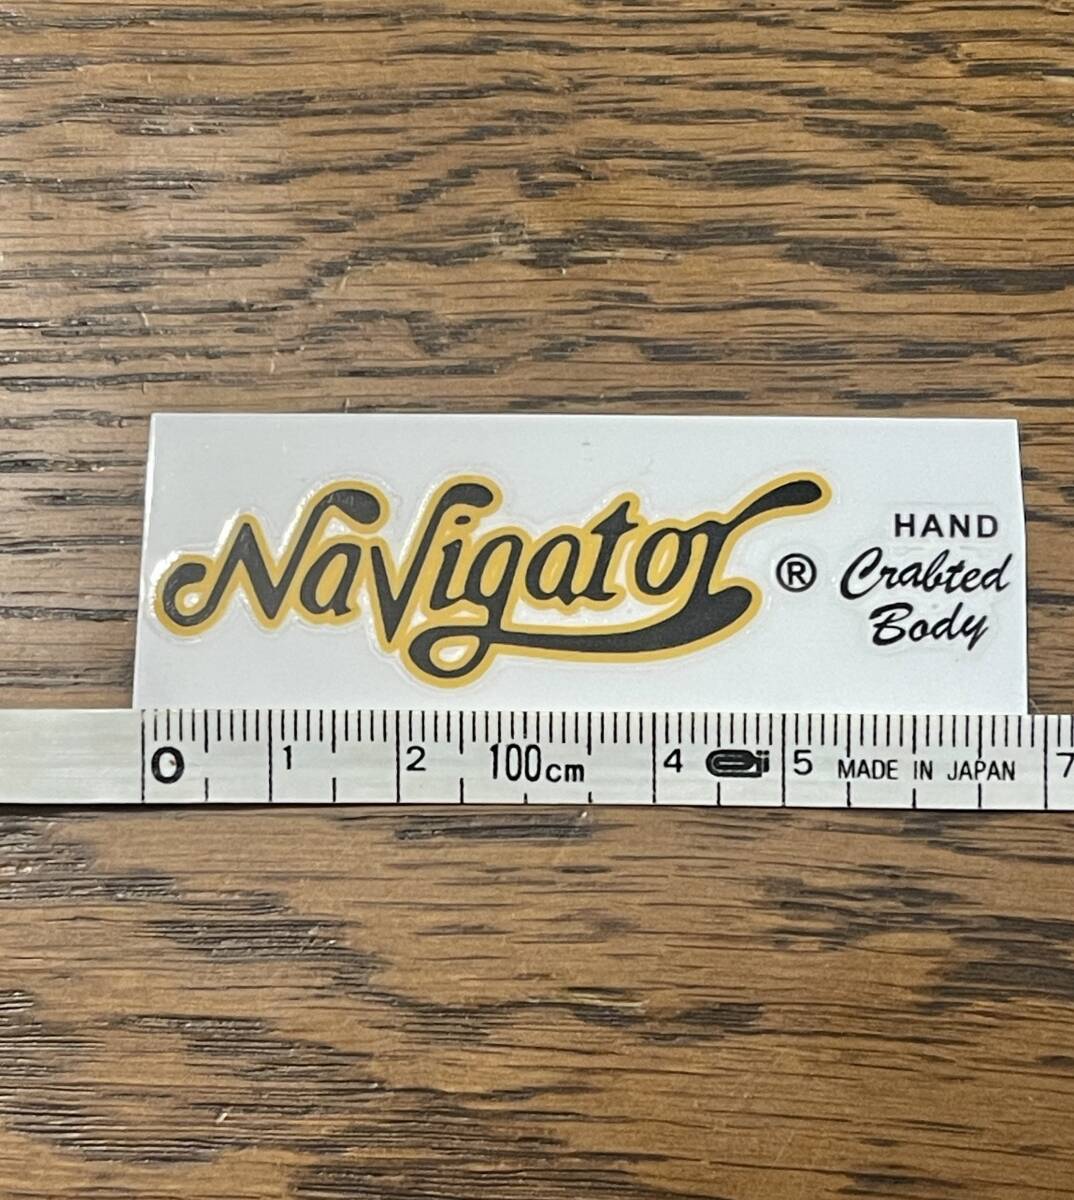 NaVigator ® HAND
Crabted
Body
0 1 2 100cm 4 5 MADE IN JAPAN 7